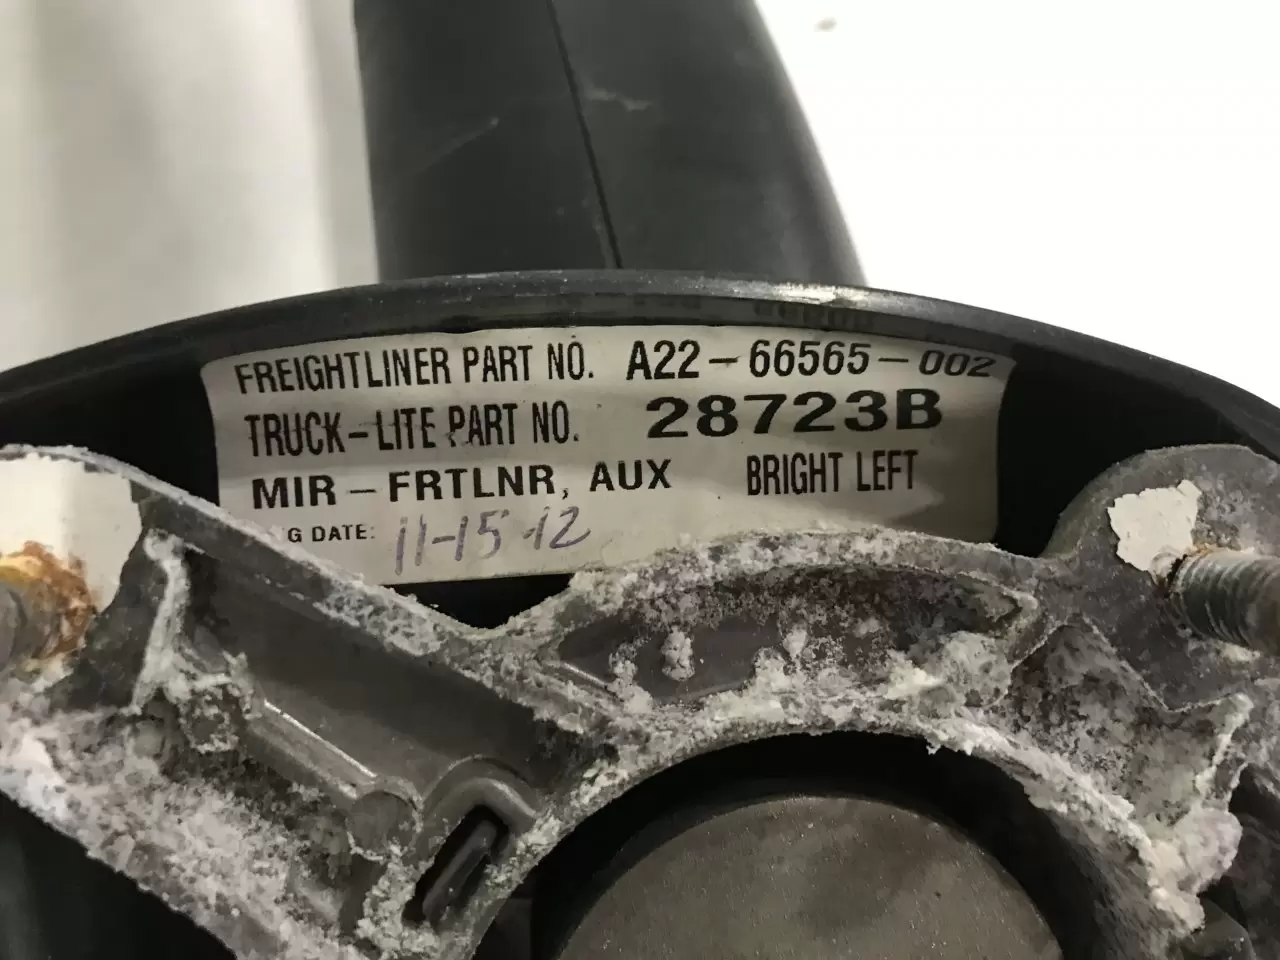 FREIGHTLINER PART NO. A22-66565-002
TRUCK-LITE PART NO. 28723B
MIR - FRTLNR, AUX BRIGHT LEFT
G DATE: 11-15-12